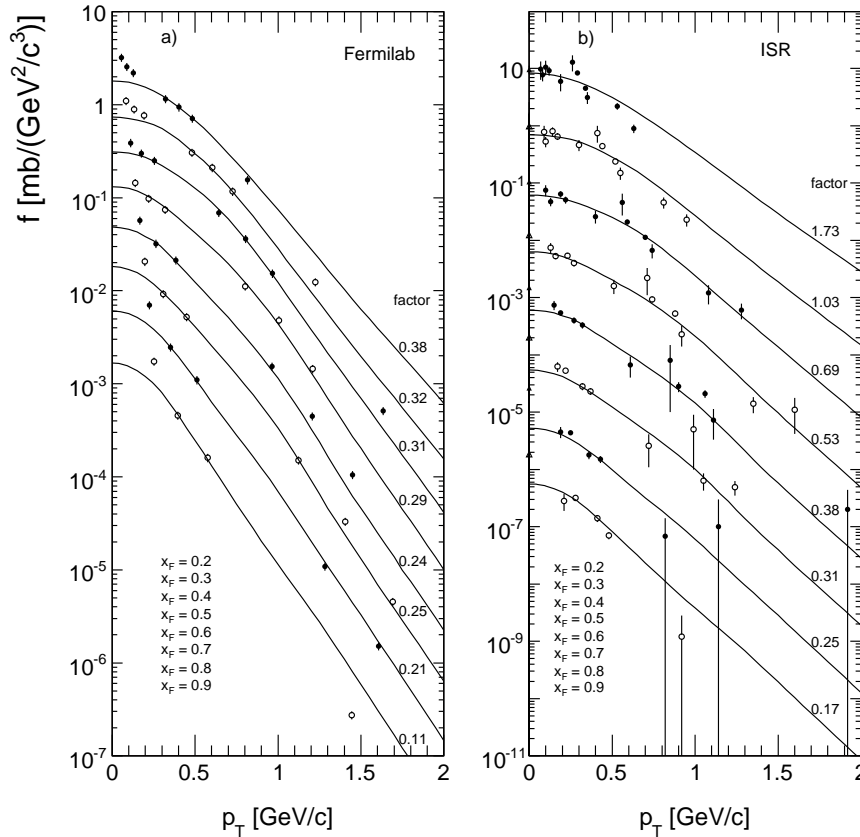 f [mb/(GeV²/c³)]
a)
Fermilab
10
1
10⁻¹
10⁻²
10⁻³
10⁻⁴
10⁻⁵
10⁻⁶
10⁻⁷
factor
0.38
0.32
0.31
0.29
0.24
0.25
0.21
0.11
x_F = 0.2
x_F = 0.3
x_F = 0.4
x_F = 0.5
x_F = 0.6
x_F = 0.7
x_F = 0.8
x_F = 0.9
0
0.5
1
1.5
2
p_T [GeV/c]
b)
ISR
10
10⁻¹
10⁻³
10⁻⁵
10⁻⁷
10⁻⁹
10⁻¹¹
factor
1.73
1.03
0.69
0.53
0.38
0.31
0.25
0.17
x_F = 0.2
x_F = 0.3
x_F = 0.4
x_F = 0.5
x_F = 0.6
x_F = 0.7
x_F = 0.8
x_F = 0.9
0
0.5
1
1.5
2
p_T [GeV/c]